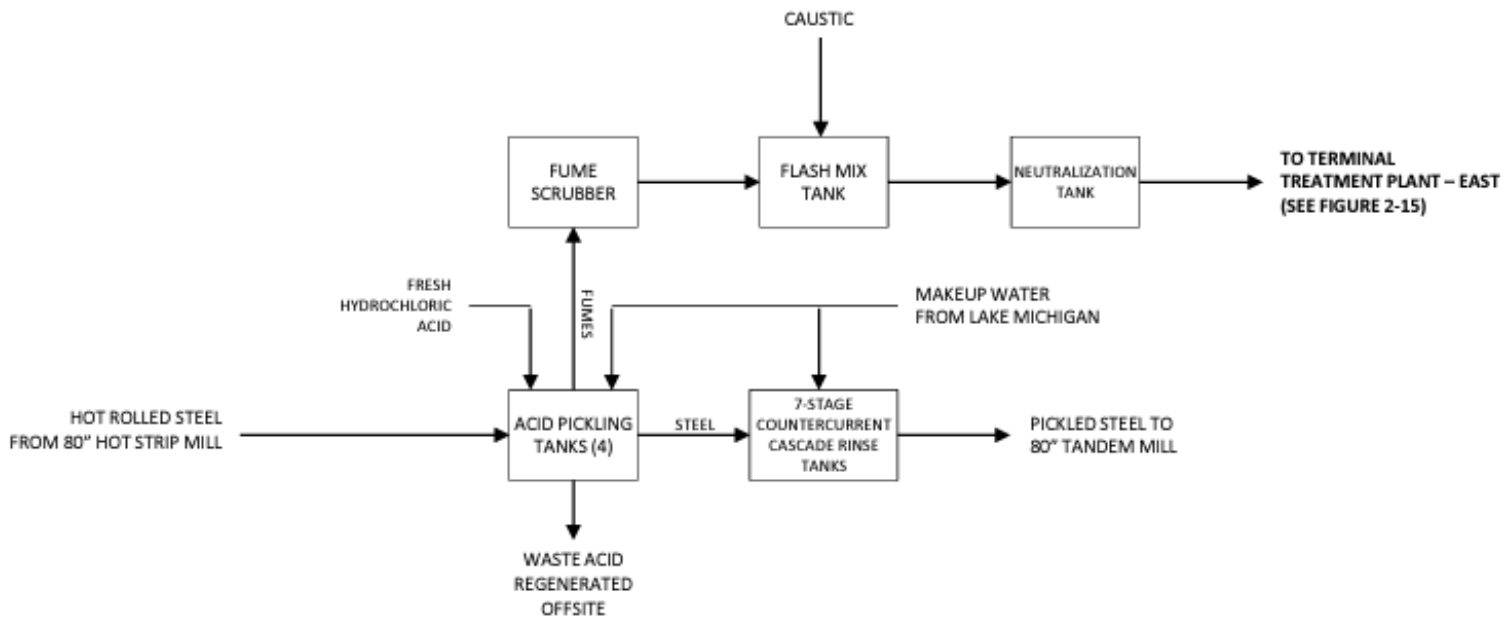 CAUSTIC
FUME
SCRUBBER
FLASH MIX
TANK
NEUTRALIZATION
TANK
TO TERMINAL
TREATMENT PLANT – EAST
(SEE FIGURE 2-15)
FRESH
HYDROCHLORIC
ACID
FUMES
MAKEUP WATER
FROM LAKE MICHIGAN
HOT ROLLED STEEL
FROM 80” HOT STRIP MILL
ACID PICKLING
TANKS (4)
STEEL
7-STAGE
COUNTERCURRENT
CASCADE RINSE
TANKS
PICKLED STEEL TO
80” TANDEM MILL
WASTE ACID
REGENERATED
OFFSITE